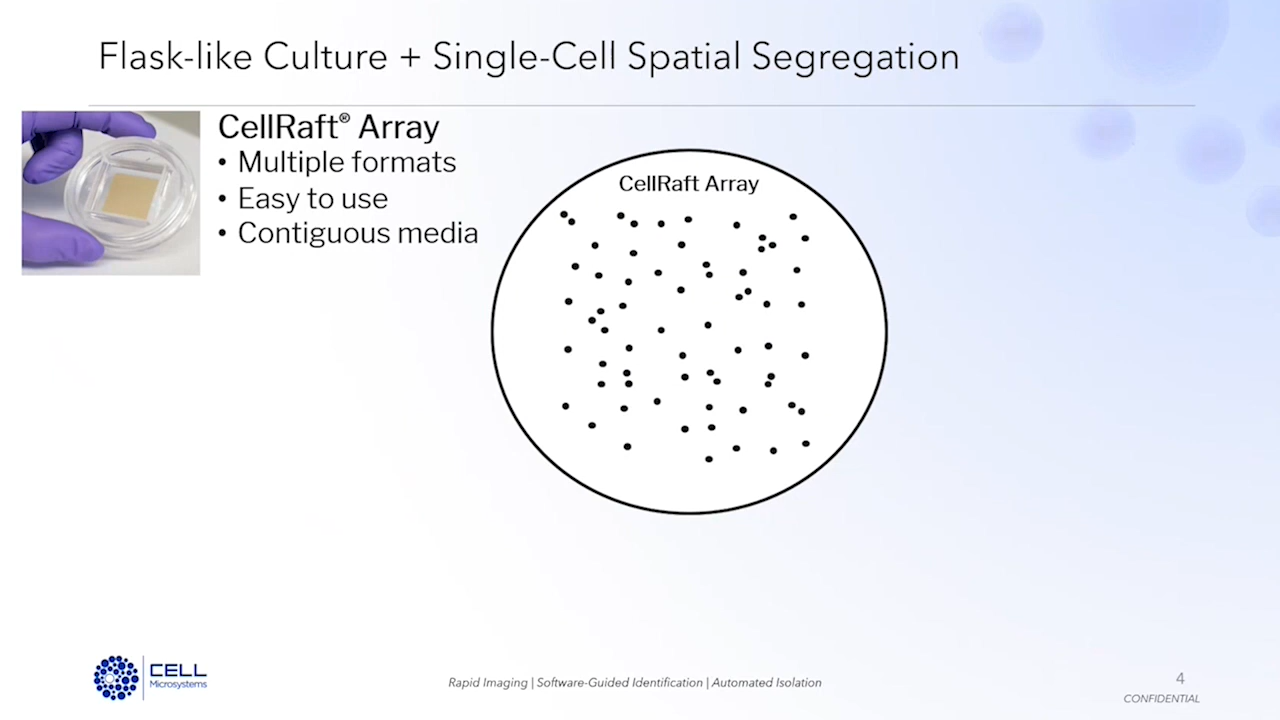 Flask-like Culture + Single-Cell Spatial Segregation
CellRaft® Array
• Multiple formats
• Easy to use
• Contiguous media
CellRaft Array
CELL
Microsystems
Rapid Imaging | Software-Guided Identification | Automated Isolation
4
CONFIDENTIAL